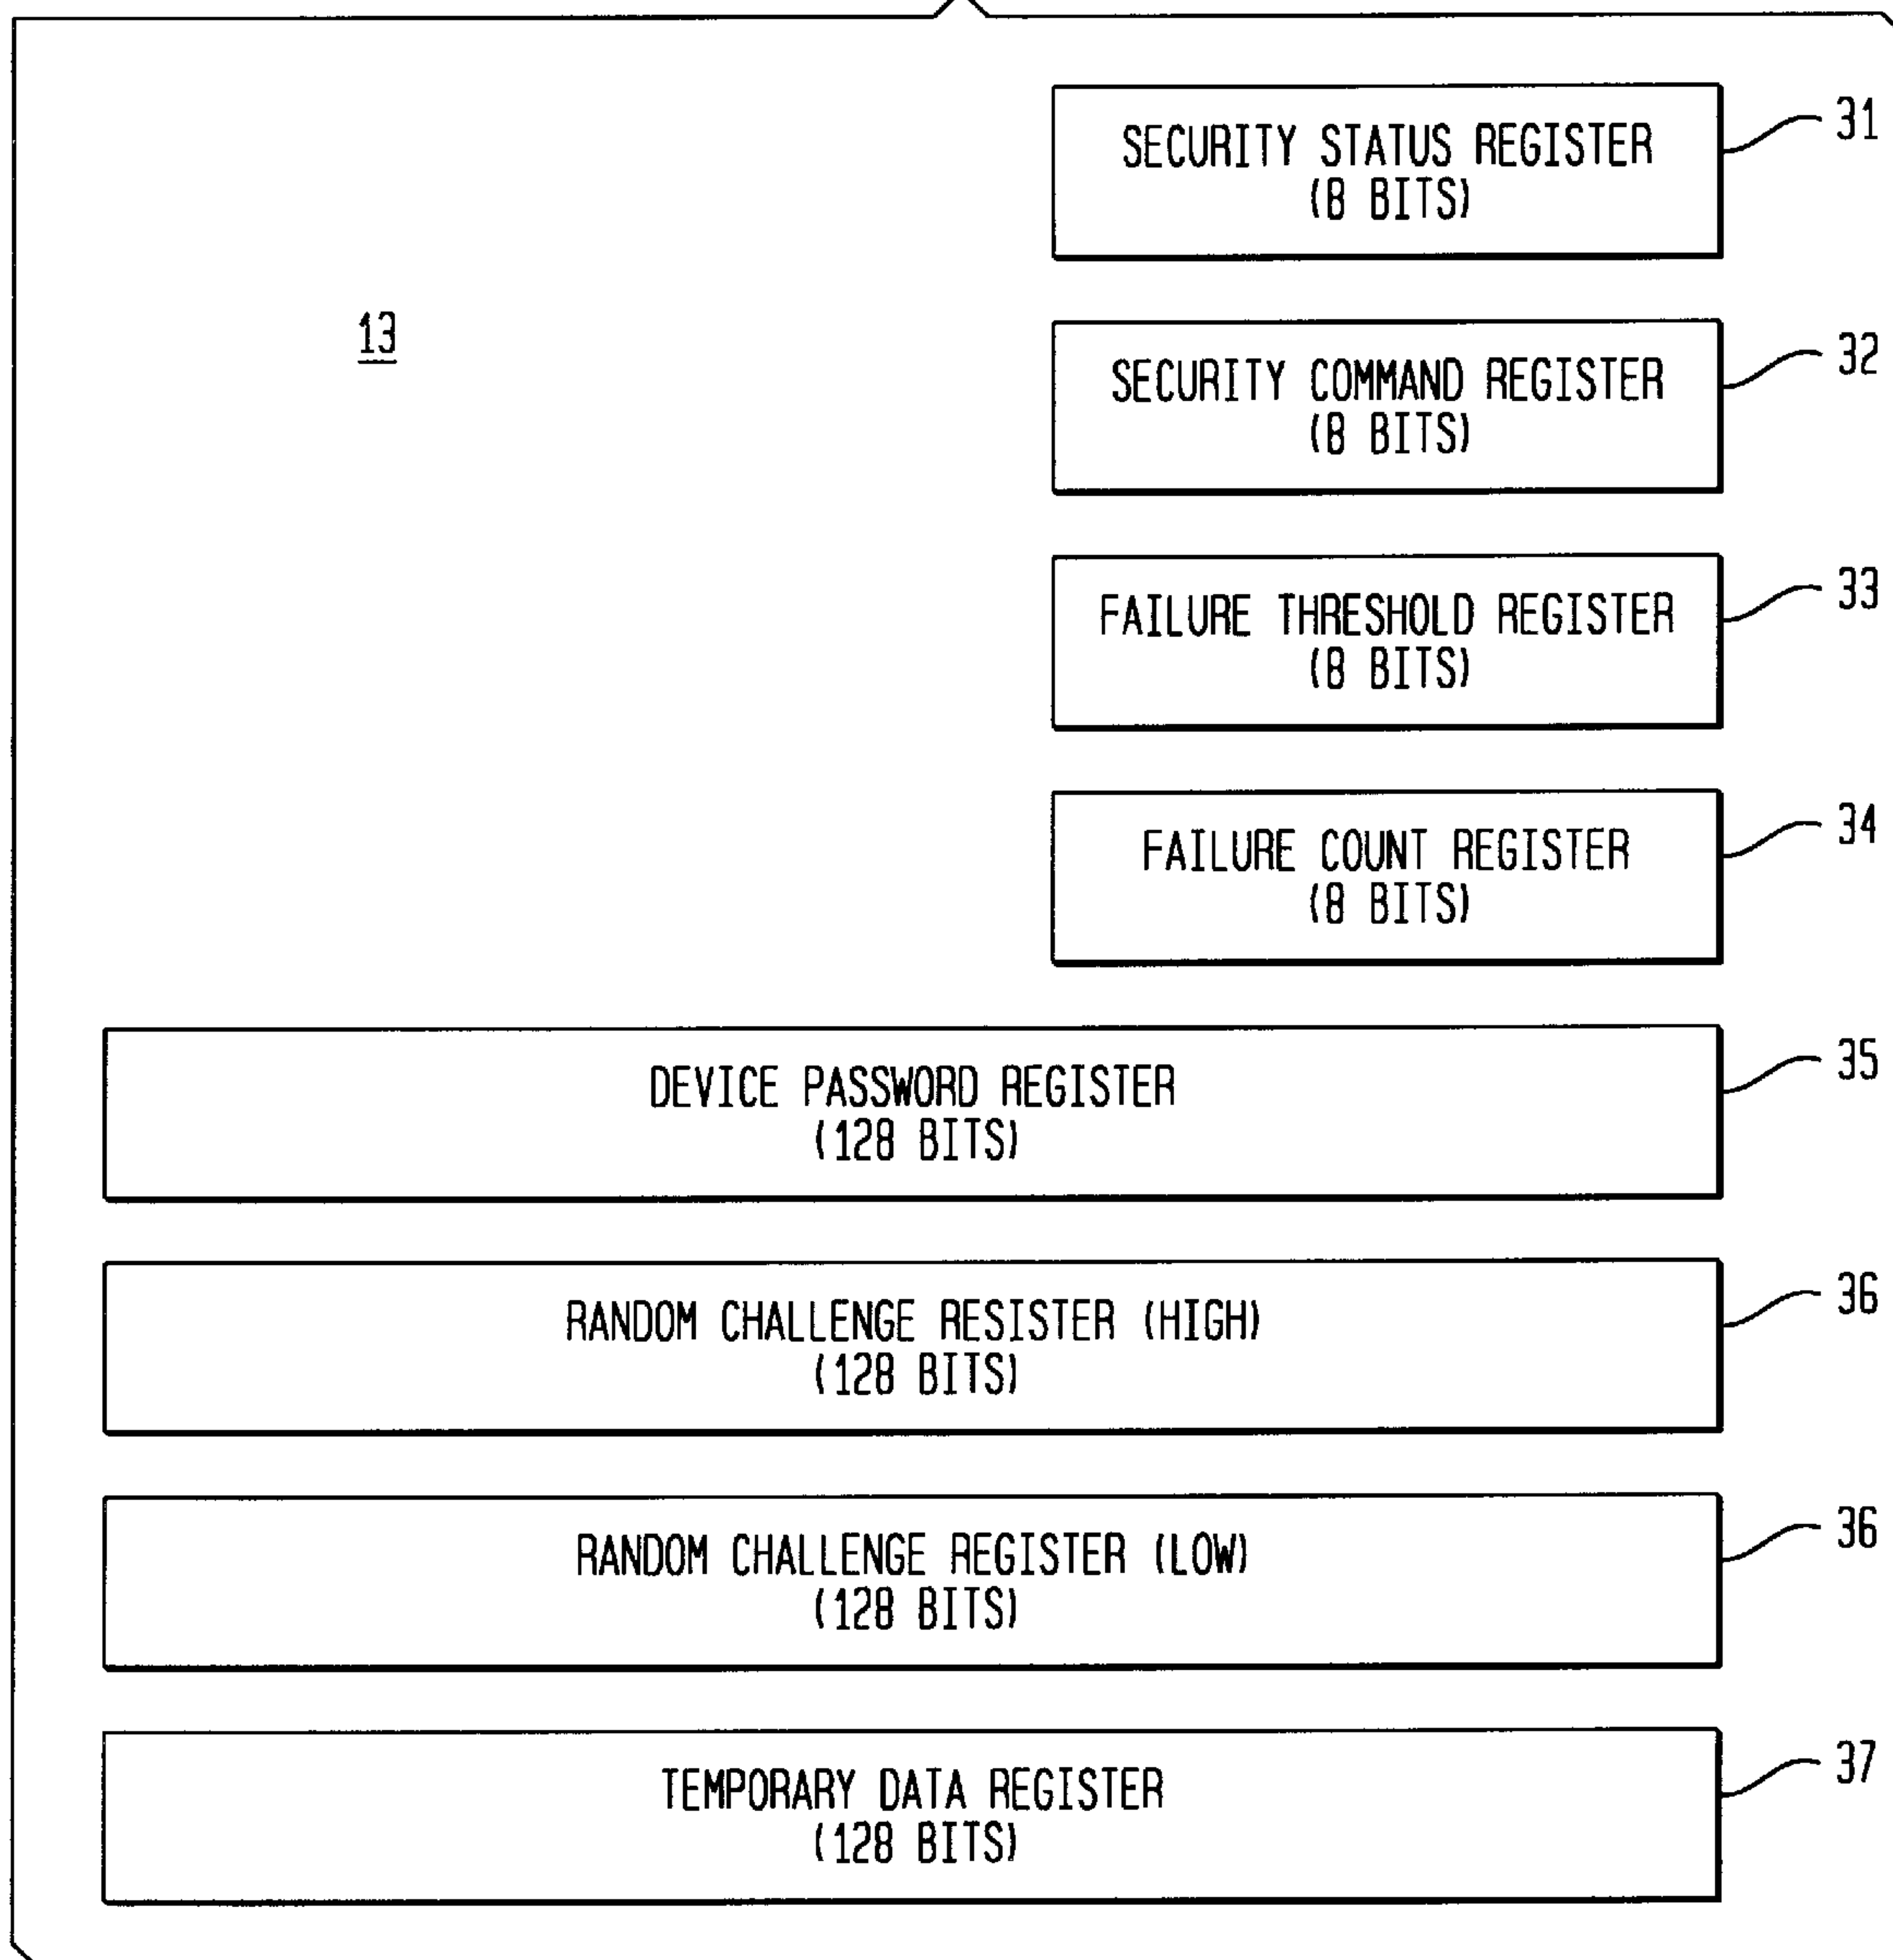 SECURITY STATUS REGISTER
(8 BITS)
31
13
SECURITY COMMAND REGISTER
(8 BITS)
32
FAILURE THRESHOLD REGISTER
(8 BITS)
33
FAILURE COUNT REGISTER
(8 BITS)
34
DEVICE PASSWORD REGISTER
(128 BITS)
35
RANDOM CHALLENGE RESISTER (HIGH)
(128 BITS)
36
RANDOM CHALLENGE REGISTER (LOW)
(128 BITS)
36
TEMPORARY DATA REGISTER
(128 BITS)
37